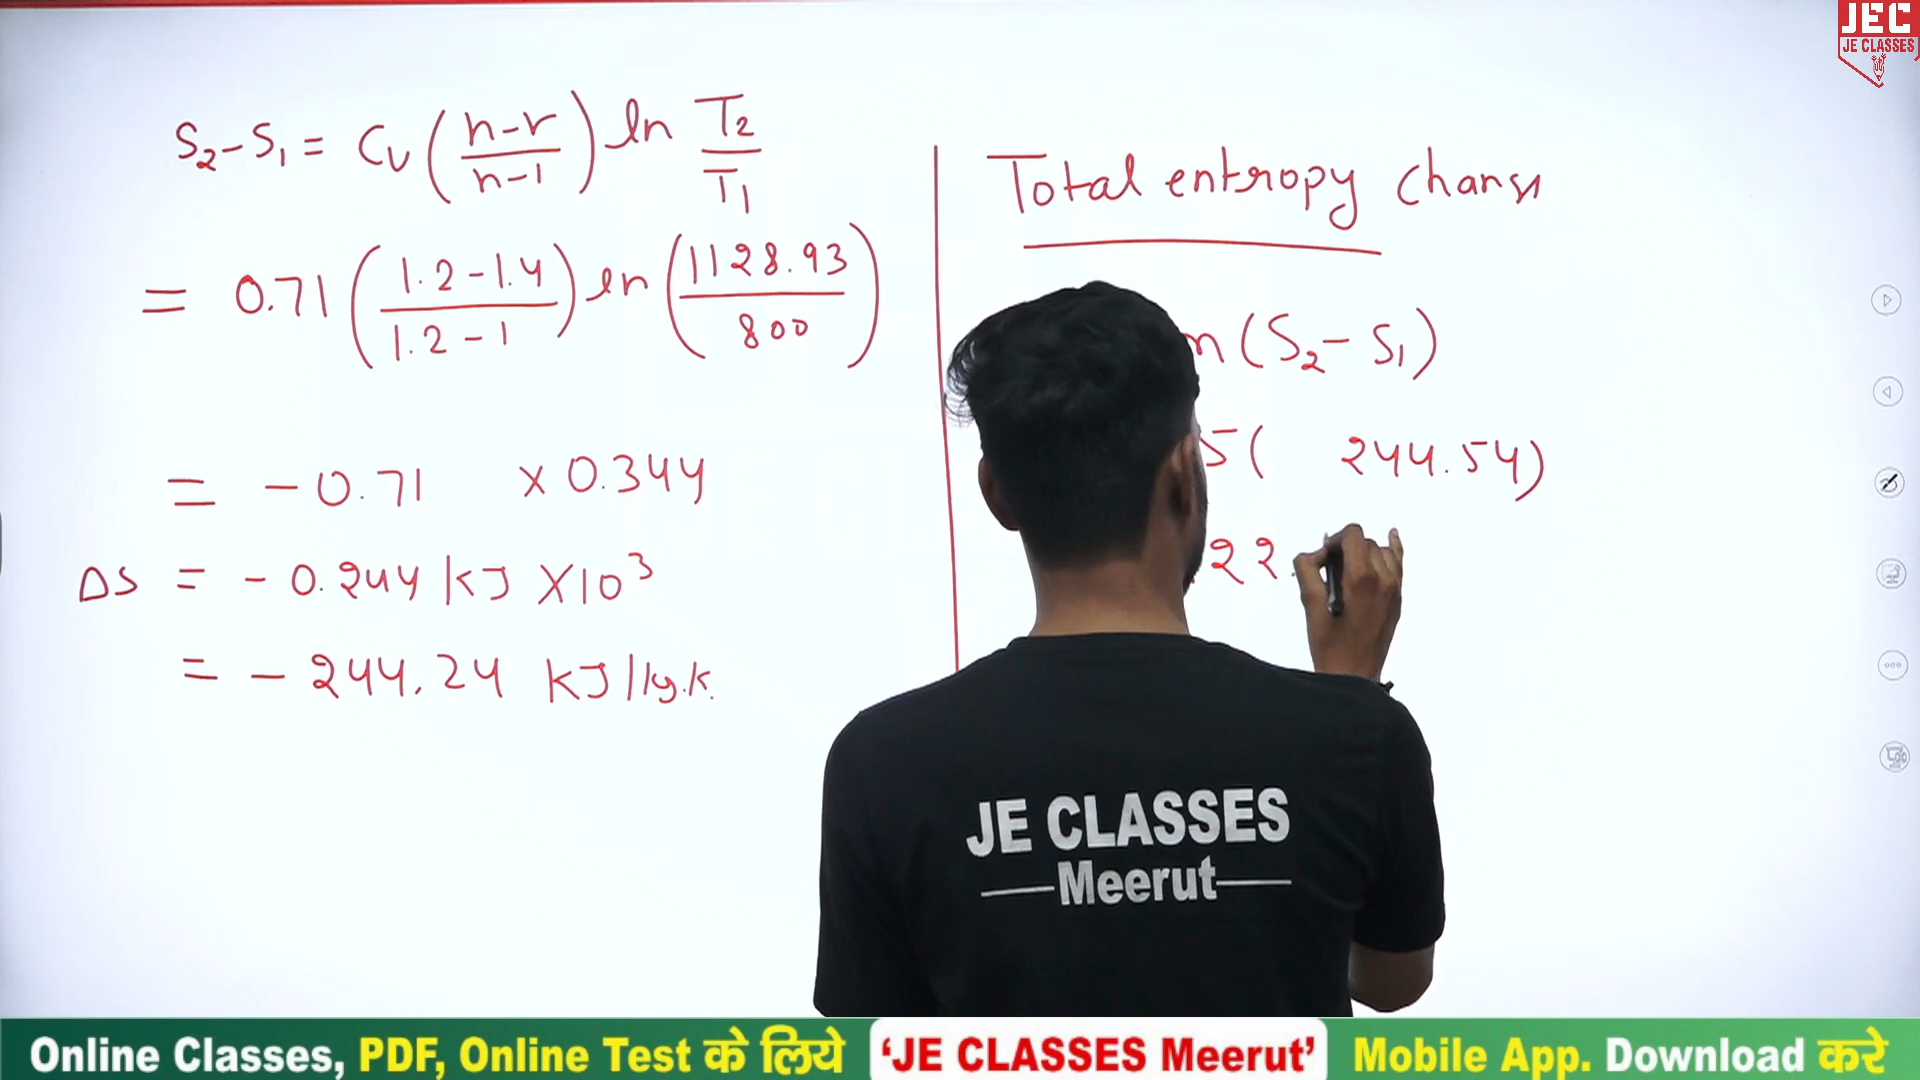 JEC
JE CLASSES
S₂-S₁ = Cv (n-r / n-1) ln T₂/T₁
= 0.71 (1.2-1.4 / 1.2-1) ln (1128.93 / 800)
= -0.71 × 0.344
ΔS = -0.244 kJ ×10³
= -244.24 kJ/kg.k.
Total entropy
m(S₂-S₁)
5( 244.54)
22.
JE CLASSES
Meerut
Online Classes, PDF, Online Test के लिये 'JE CLASSES Meerut' Mobile App. Download करे